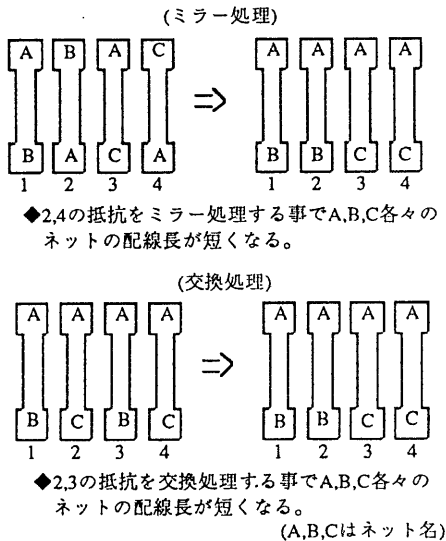 (ミラー処理)
A B A C A A A A
⇒
B A C A B B C C
1 2 3 4 1 2 3 4
◆2,4の抵抗をミラー処理する事でA,B,C各々の
ネットの配線長が短くなる。
(交換処理)
A A A A A A A A
⇒
B C B C B B C C
1 2 3 4 1 2 3 4
◆2,3の抵抗を交換処理する事でA,B,C各々の
ネットの配線長が短くなる。
(A,B,Cはネット名)